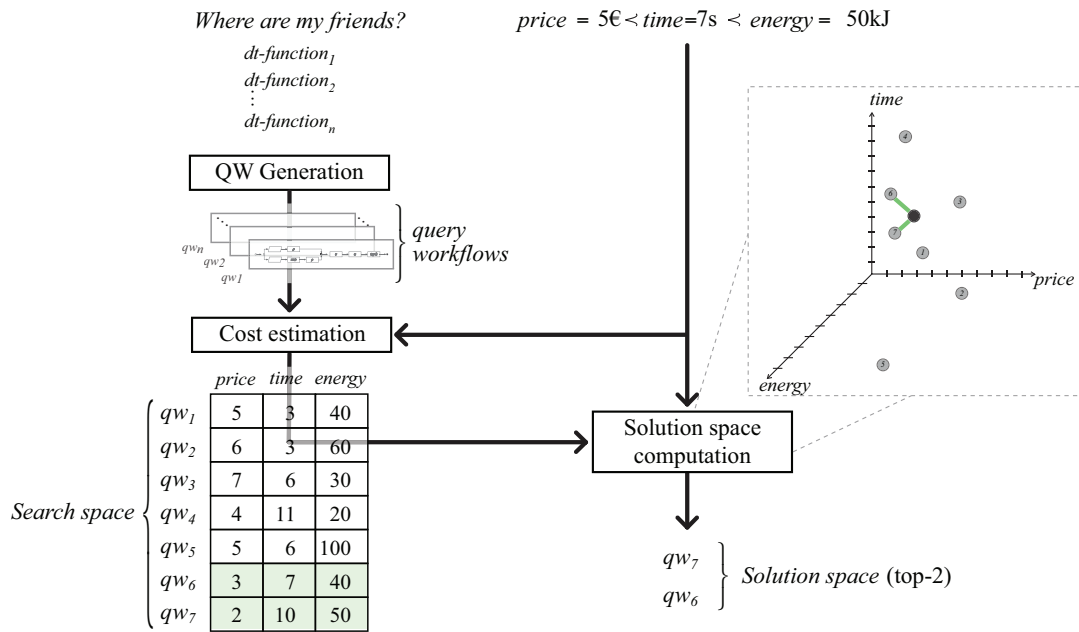 Where are my friends?
price = 5€ < time=7s < energy = 50kJ
dt-function1
dt-function2
⋮
dt-functionn
QW Generation
qwn
qw2
qw1
query
workflows
Cost estimation
price time energy
Search space
qw1 5 3 40
qw2 6 3 60
qw3 7 6 30
qw4 4 11 20
qw5 5 6 100
qw6 3 7 40
qw7 2 10 50
time
4
6
3
7
1
2
price
5
energy
Solution space
computation
qw7
qw6
Solution space (top-2)